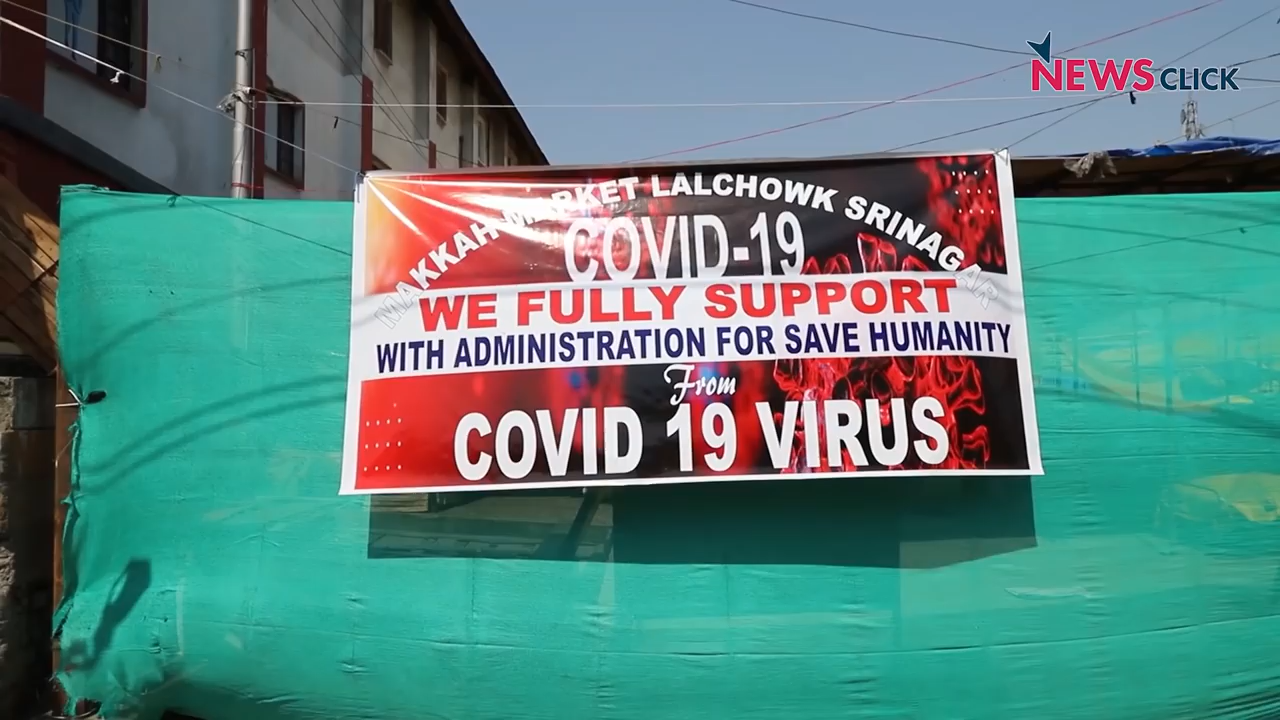 NEWSCLICK
MAKKAH MARKET LALCHOWK SRINAGAR
COVID-19
WE FULLY SUPPORT
WITH ADMINISTRATION FOR SAVE HUMANITY
From
COVID 19 VIRUS